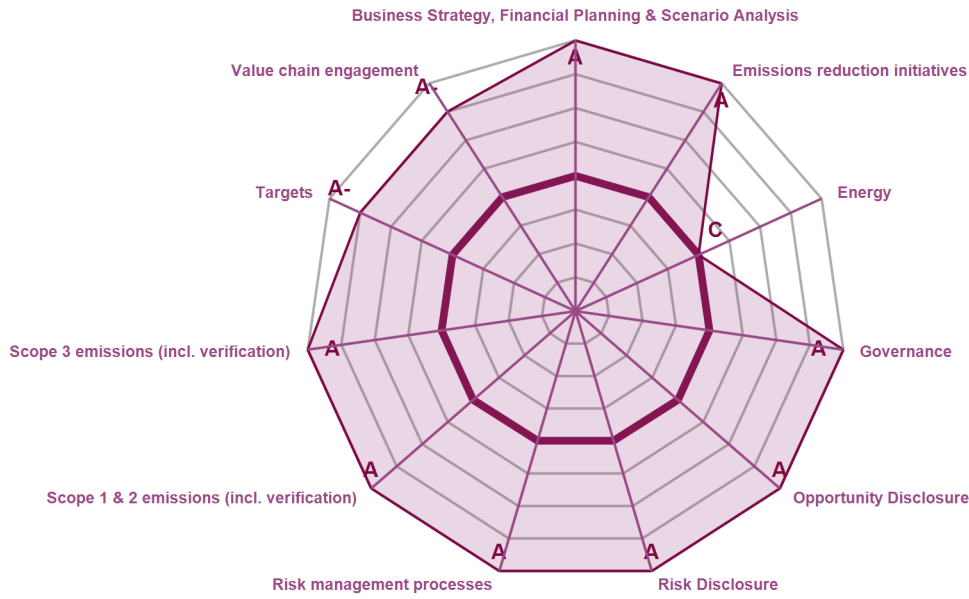 Business Strategy, Financial Planning & Scenario Analysis
A
Value chain engagement
A-
Emissions reduction initiatives
A
Targets
A-
Energy
C
Scope 3 emissions (incl. verification)
A
A
Governance
A
Scope 1 & 2 emissions (incl. verification)
A
Opportunity Disclosure
A
Risk management processes
A
Risk Disclosure